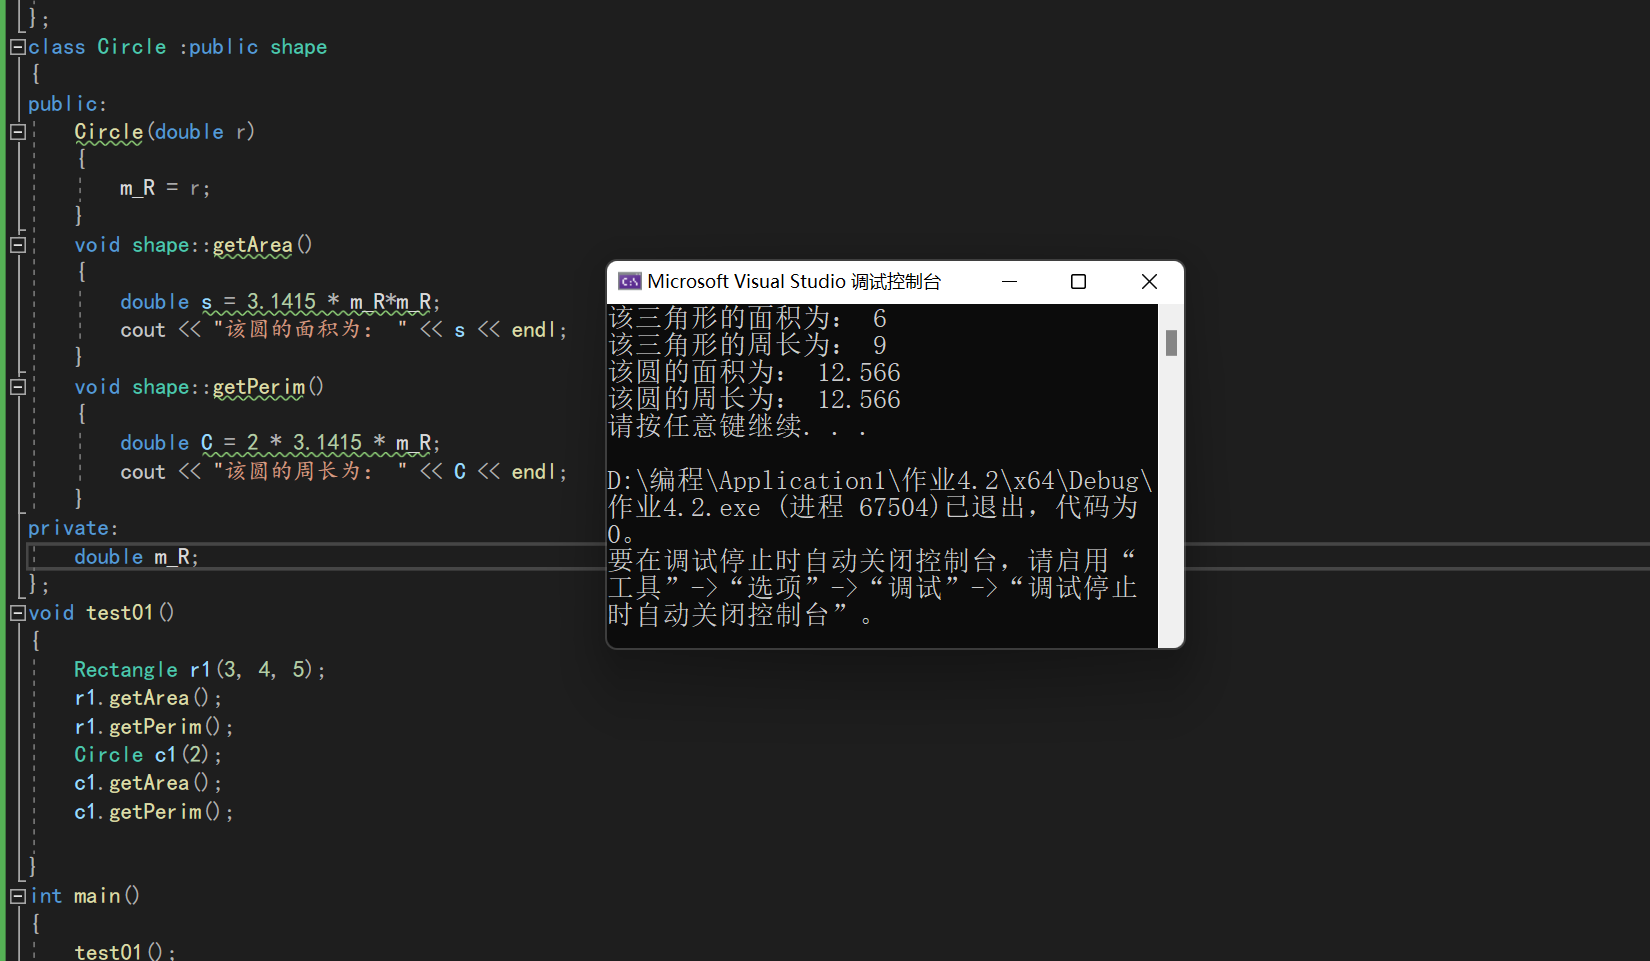 };
class Circle :public shape
{
public:
Circle(double r)
{
m_R = r;
}
void shape::getArea()
{
double s = 3.1415 * m_R*m_R;
cout << "该圆的面积为： " << s << endl;
}
void shape::getPerim()
{
double C = 2 * 3.1415 * m_R;
cout << "该圆的周长为： " << C << endl;
}
private:
double m_R;
};
void test01()
{
Rectangle r1(3, 4, 5);
r1.getArea();
r1.getPerim();
Circle c1(2);
c1.getArea();
c1.getPerim();
}
int main()
{
test01();
Microsoft Visual Studio 调试控制台
该三角形的面积为： 6
该三角形的周长为： 9
该圆的面积为： 12.566
该圆的周长为： 12.566
请按任意键继续. . .
D:\编程\Application1\作业4.2\x64\Debug\
作业4.2.exe (进程 67504)已退出，代码为
0。
要在调试停止时自动关闭控制台，请启用“
工具”->“选项”->“调试”->“调试停止
时自动关闭控制台”。